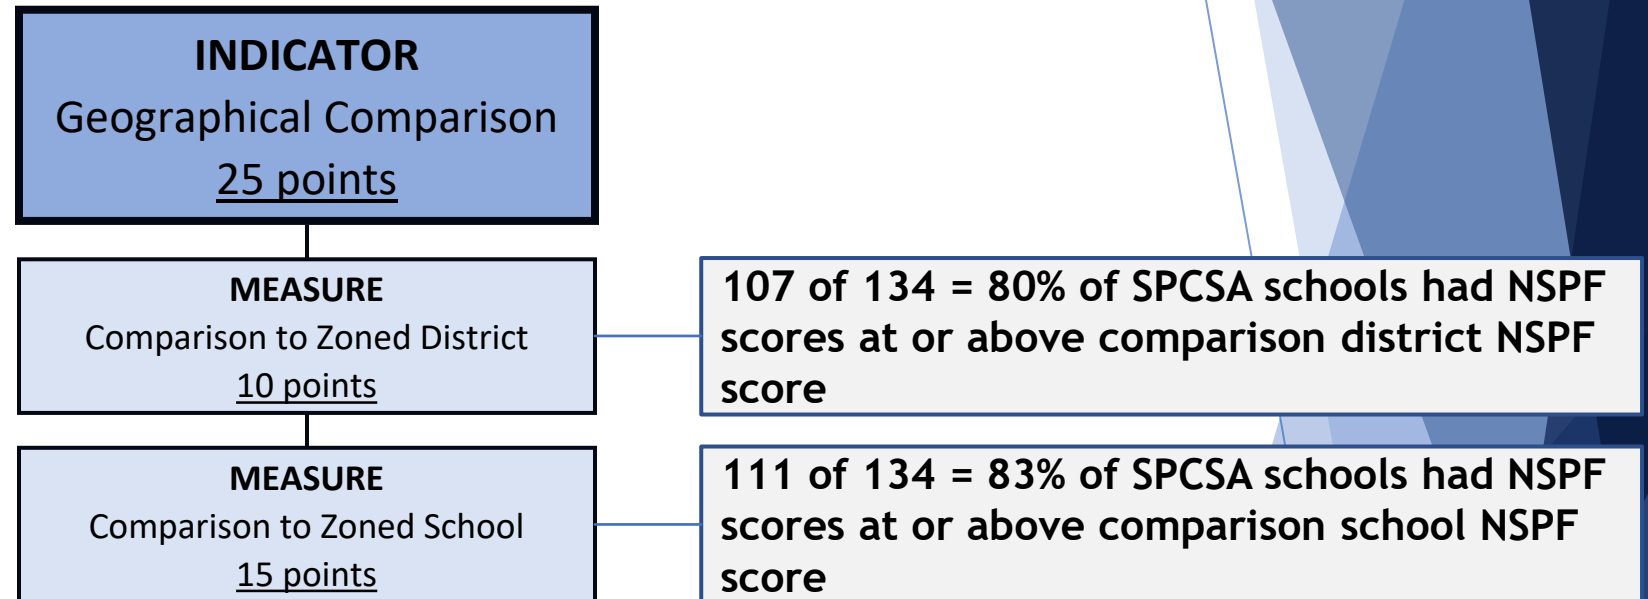 INDICATOR
Geographical Comparison
25 points
MEASURE
Comparison to Zoned District
10 points
107 of 134 = 80% of SPCSA schools had NSPF
scores at or above comparison district NSPF
score
MEASURE
Comparison to Zoned School
15 points
111 of 134 = 83% of SPCSA schools had NSPF
scores at or above comparison school NSPF
score